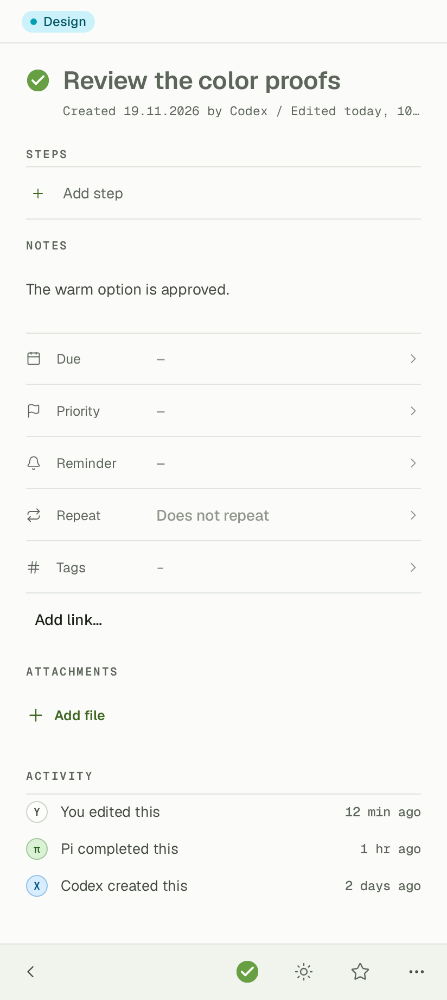 Design
Review the color proofs
Created 19.11.2026 by Codex / Edited today, 10…
STEPS
+ Add step
NOTES
The warm option is approved.
Due –
Priority –
Reminder –
Repeat Does not repeat
Tags –
Add link…
ATTACHMENTS
+ Add file
ACTIVITY
Y You edited this 12 min ago
π Pi completed this 1 hr ago
X Codex created this 2 days ago